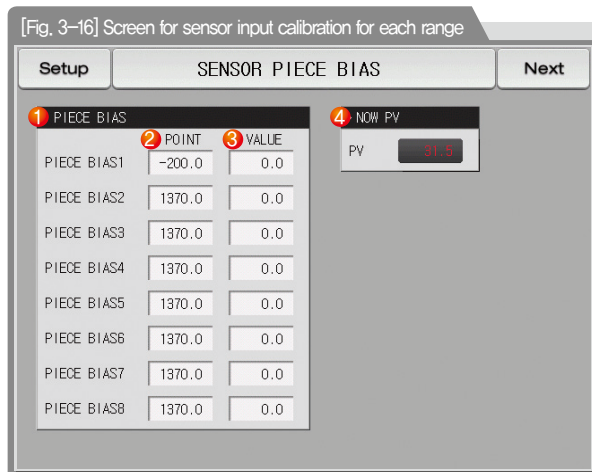 [Fig. 3-16] Screen for sensor input calibration for each range
Setup SENSOR PIECE BIAS Next
1 PIECE BIAS
2 POINT 3 VALUE
PIECE BIAS1 -200.0 0.0
PIECE BIAS2 1370.0 0.0
PIECE BIAS3 1370.0 0.0
PIECE BIAS4 1370.0 0.0
PIECE BIAS5 1370.0 0.0
PIECE BIAS6 1370.0 0.0
PIECE BIAS7 1370.0 0.0
PIECE BIAS8 1370.0 0.0
4 NOW PV
PV 31.5